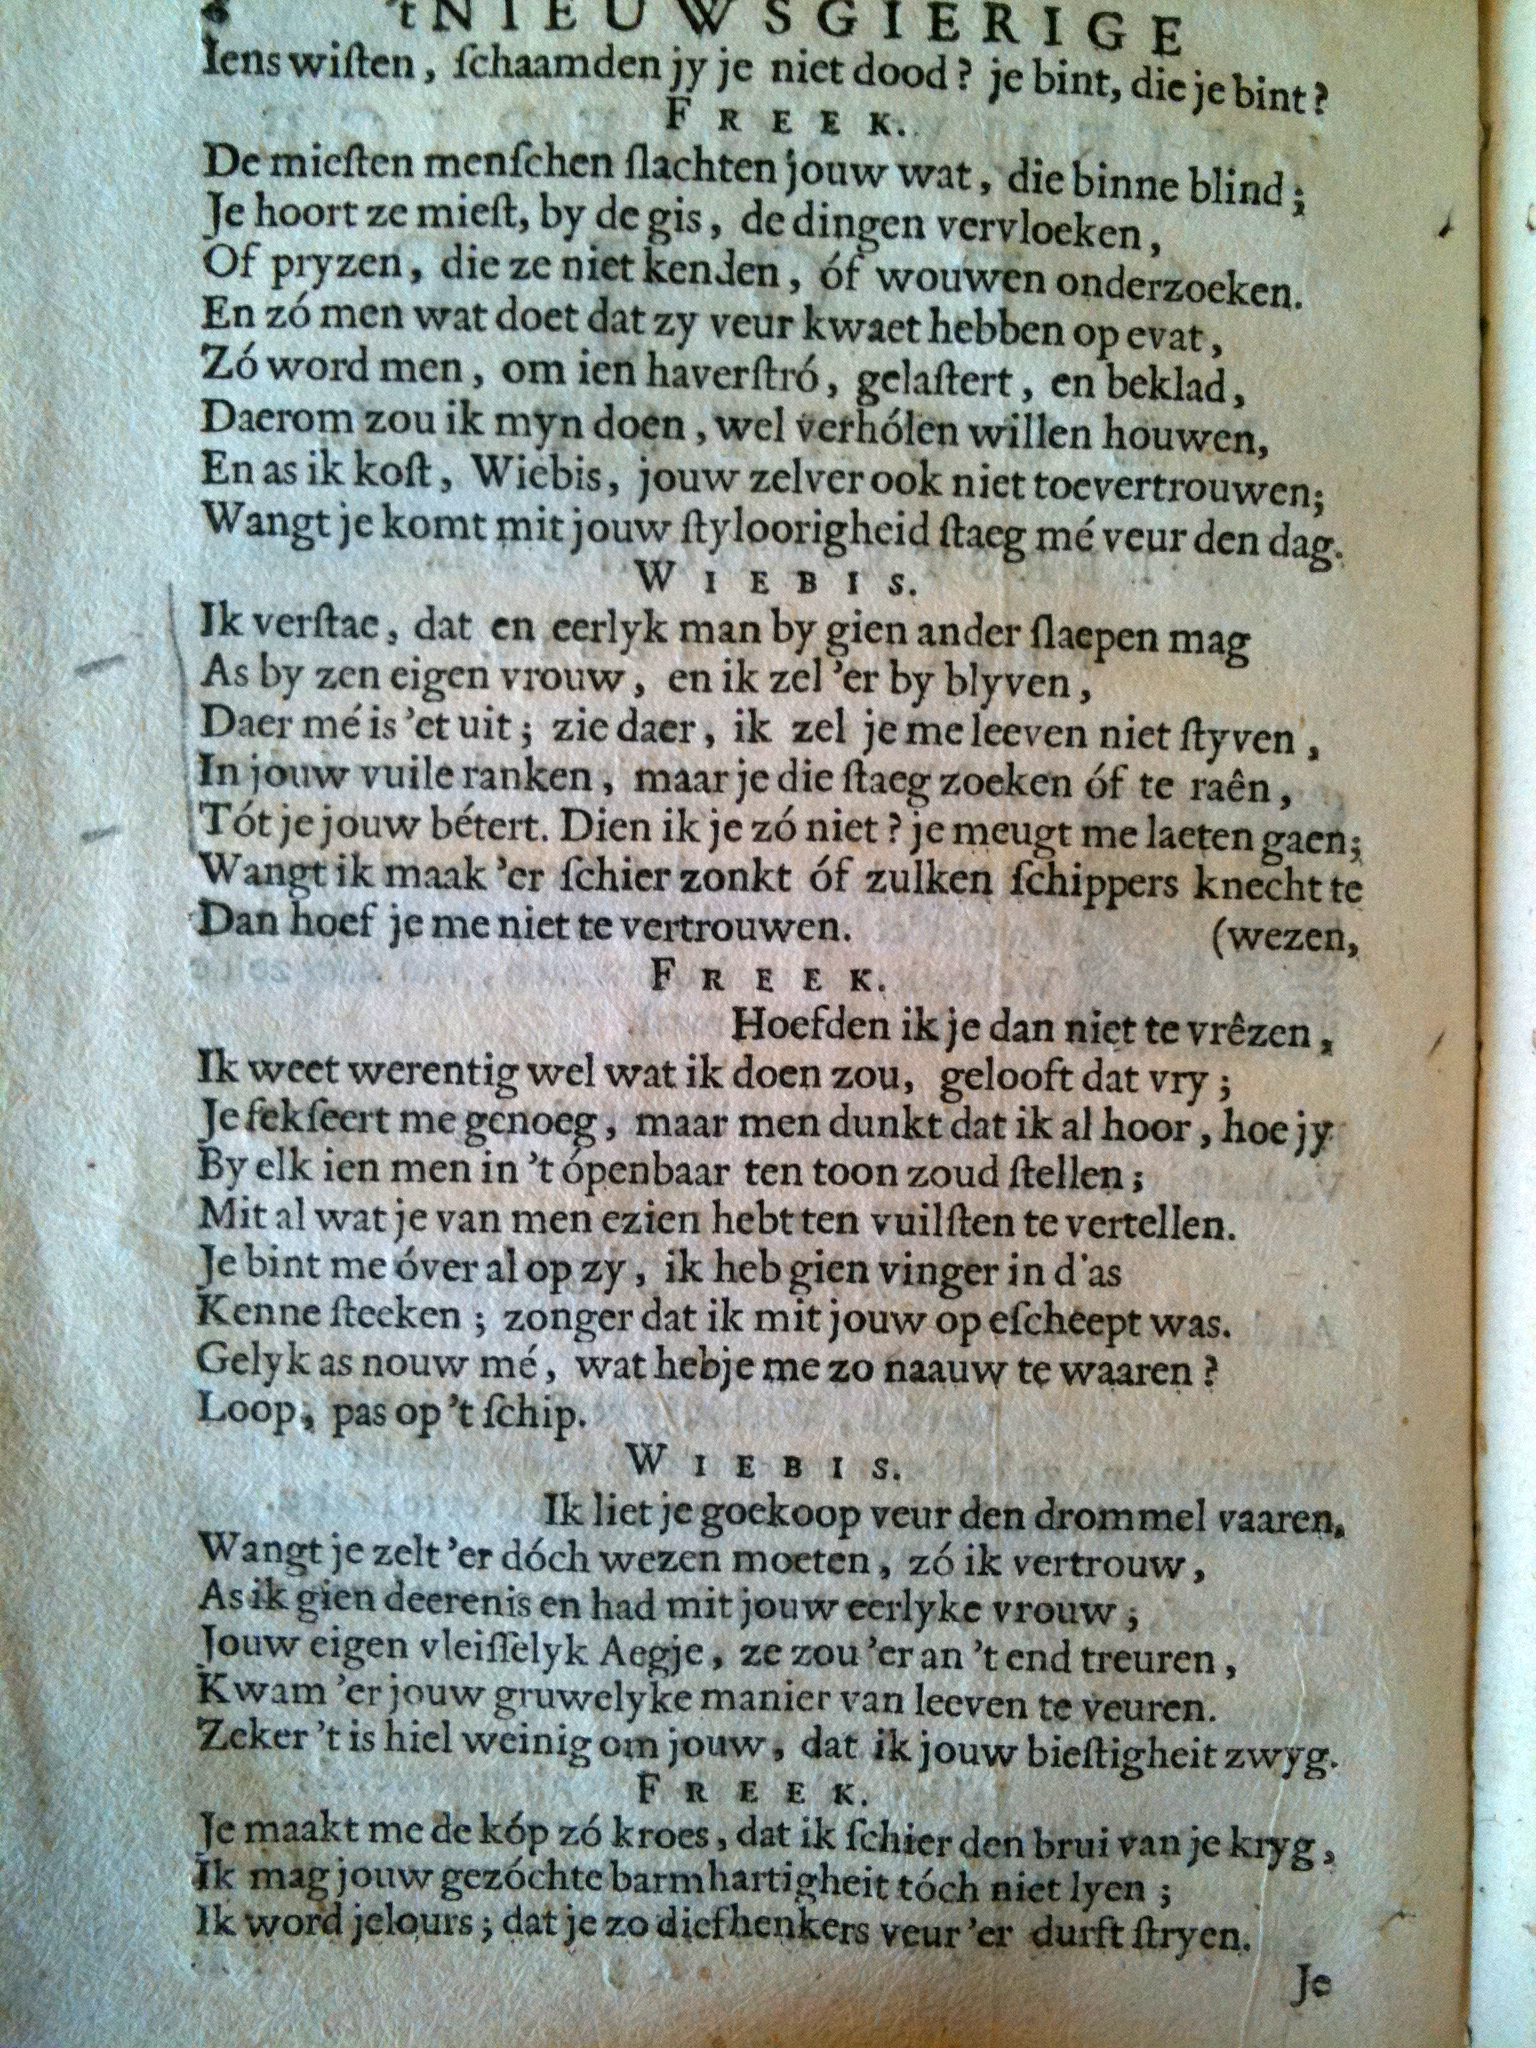 't NIEUWSGIERIGE
Iens wiſten, ſchaamden jy je niet dood? je bint, die je bint?
FREEK.
De mieſten menſchen ſlachten jouw wat, die binne blind;
Je hoort ze mieſt, by de gis, de dingen vervloeken,
Of pryzen, die ze niet kenden, óf wouwen onderzoeken.
En zó men wat doet dat zy veur kwaet hebben op evat,
Zó word men, om ien haverſtró, gelaſtert, en beklad,
Daerom zou ik myn doen, wel verhólen willen houwen,
En as ik koſt, Wiebis, jouw zelver ook niet toevertrouwen;
Wangt je komt mit jouw ſtyloorigheid ſtaeg mé veur den dag.
WIEBIS.
Ik verſtae, dat en eerlyk man by gien ander ſlaepen mag
As by zen eigen vrouw, en ik zel 'er by blyven,
Daer mé is 'et uit; zie daer, ik zel je me leeven niet ſtyven,
In jouw vuile ranken, maar je die ſtaeg zoeken óf te raên,
Tót je jouw bétert. Dien ik je zó niet? je meugt me laeten gaen;
Wangt ik maak 'er ſchier zonkt óf zulken ſchippers knecht te
Dan hoef je me niet te vertrouwen. (wezen,
FREEK.
Hoefden ik je dan niet te vrêzen,
Ik weet werentig wel wat ik doen zou, gelooft dat vry;
Je fekſeert me genoeg, maar men dunkt dat ik al hoor, hoe jy
By elk ien men in 't ópenbaar ten toon zoud ſtellen;
Mit al wat je van men ezien hebt ten vuilſten te vertellen.
Je bint me óver al op zy, ik heb gien vinger in d'as
Kenne ſteeken; zonger dat ik mit jouw op eſcheept was.
Gelyk as nouw mé, wat hebje me zo naauw te waaren?
Loop, pas op 't ſchip.
WIEBIS.
Ik liet je goekoop veur den drommel vaaren,
Wangt je zelt 'er dóch wezen moeten, zó ik vertrouw,
As ik gien deerenis en had mit jouw eerlyke vrouw;
Jouw eigen vleiſſelyk Aegje, ze zou 'er an 't end treuren,
Kwam 'er jouw gruwelyke manier van leeven te veuren.
Zeker 't is hiel weinig om jouw, dat ik jouw bieſtigheit zwyg.
FREEK.
Je maakt me de kóp zó kroes, dat ik ſchier den brui van je kryg,
Ik mag jouw gezóchte barmhartigheit tóch niet lyen;
Ik word jelours; dat je zo diefhenkers veur 'er durft ſtryen.
Je